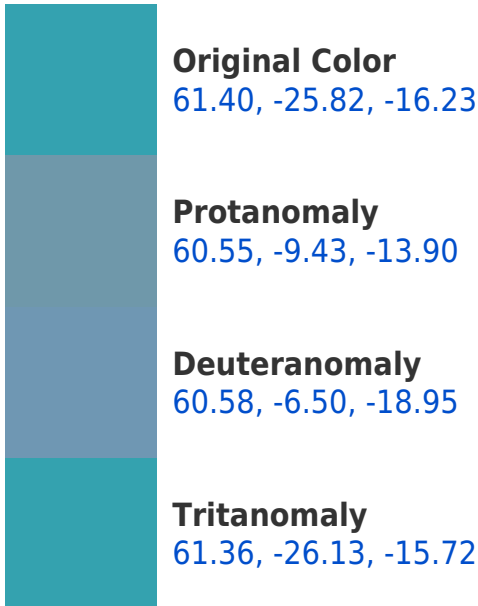 Original Color
61.40, -25.82, -16.23
Protanomaly
60.55, -9.43, -13.90
Deuteranomaly
60.58, -6.50, -18.95
Tritanomaly
61.36, -26.13, -15.72